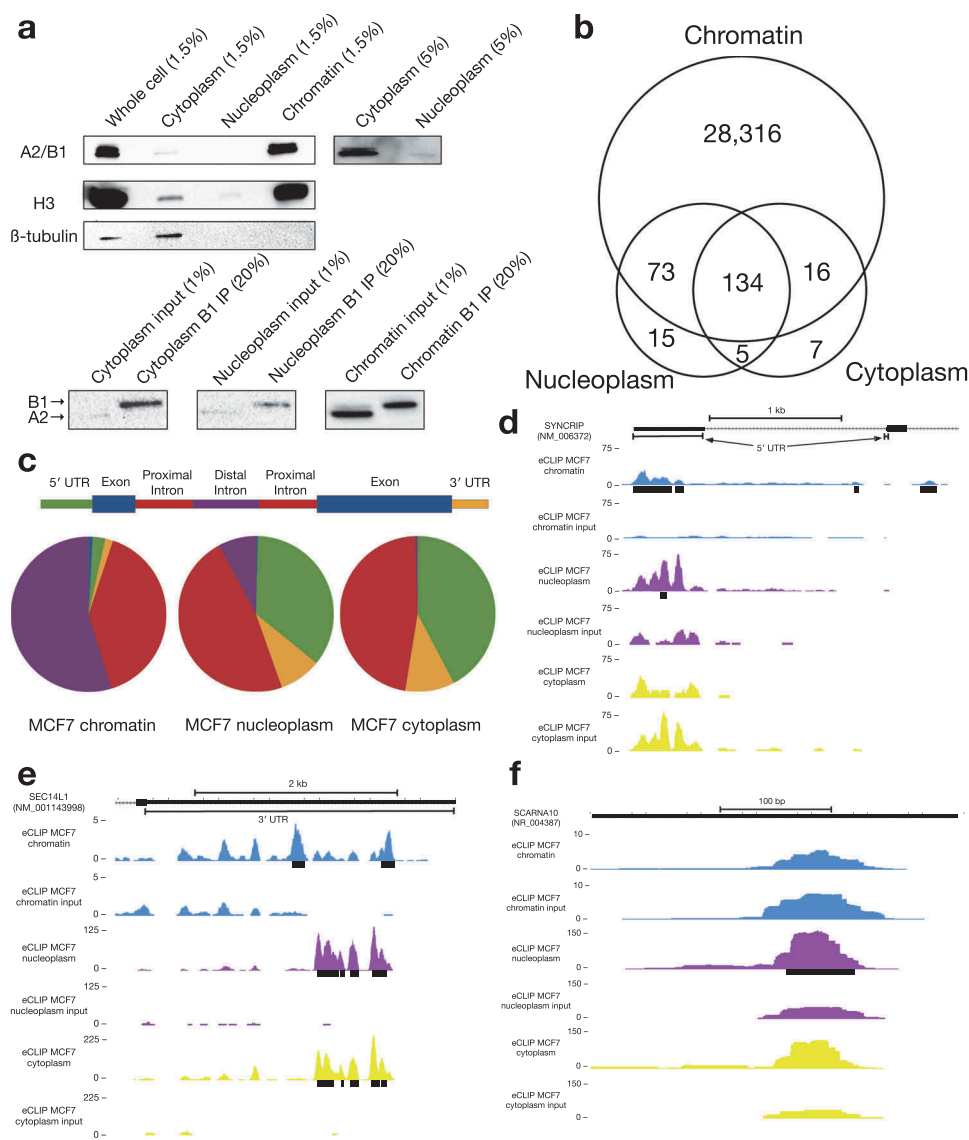 a
Whole cell (1.5%)
Cytoplasm (1.5%)
Nucleoplasm (1.5%)
Chromatin (1.5%)
Cytoplasm (5%)
Nucleoplasm (5%)
A2/B1
H3
ß-tubulin
Cytoplasm input (1%)
Cytoplasm B1 IP (20%)
Nucleoplasm input (1%)
Nucleoplasm B1 IP (20%)
Chromatin input (1%)
Chromatin B1 IP (20%)
B1→
A2→
b
Chromatin
28,316
73
134
16
15
5
7
Nucleoplasm
Cytoplasm
c
5′ UTR
Exon
Proximal
Intron
Distal
Intron
Proximal
Intron
Exon
3′ UTR
MCF7 chromatin
MCF7 nucleoplasm
MCF7 cytoplasm
d
1 kb
SYNCRIP
(NM_006372)
5′ UTR
75
eCLIP MCF7
chromatin
0
75
eCLIP MCF7
chromatin input
0
75
eCLIP MCF7
nucleoplasm
0
75
eCLIP MCF7
nucleoplasm input
0
75
eCLIP MCF7
cytoplasm
0
75
eCLIP MCF7
cytoplasm input
0
e
2 kb
SEC14L1
(NM_001143998)
3′ UTR
5
eCLIP MCF7
chromatin
0
5
eCLIP MCF7
chromatin input
0
125
eCLIP MCF7
nucleoplasm
0
125
eCLIP MCF7
nucleoplasm input
0
225
eCLIP MCF7
cytoplasm
0
225
eCLIP MCF7
cytoplasm input
0
f
100 bp
SCARNA10
(NR_004387)
10
eCLIP MCF7
chromatin
0
10
eCLIP MCF7
chromatin input
0
150
eCLIP MCF7
nucleoplasm
0
150
eCLIP MCF7
nucleoplasm input
0
150
eCLIP MCF7
cytoplasm
0
150
eCLIP MCF7
cytoplasm input
0